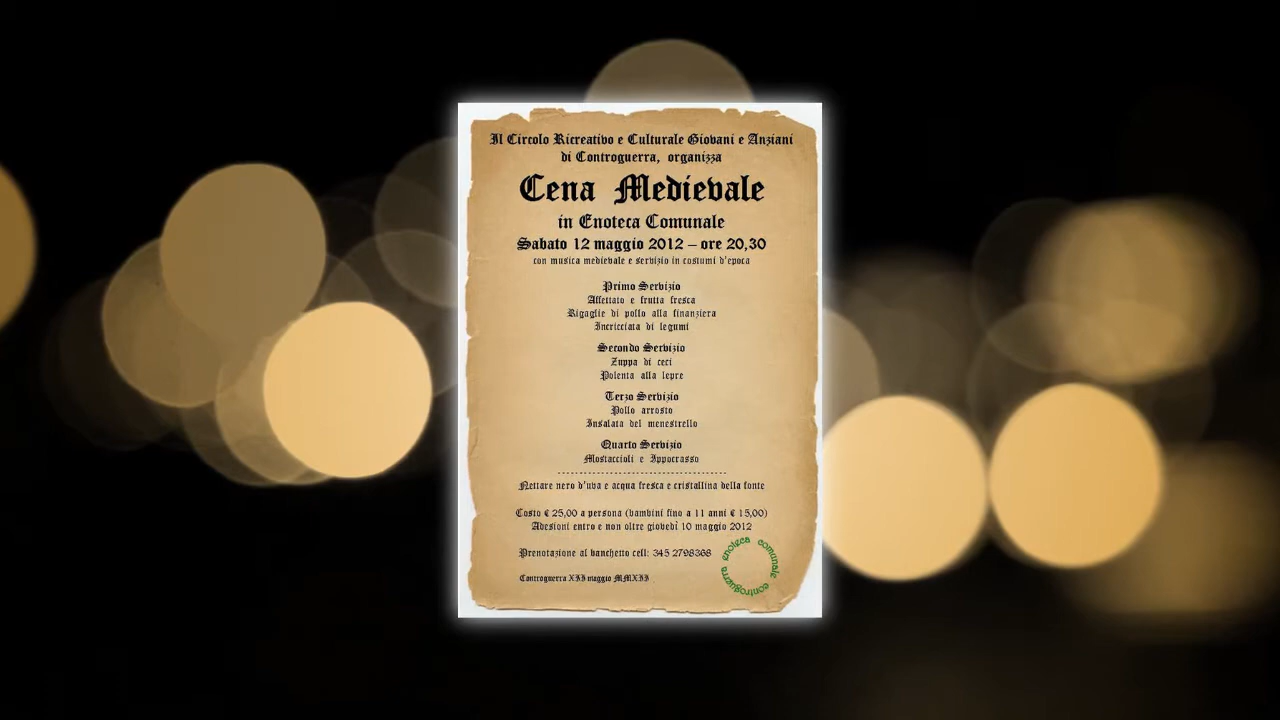 Il Circolo Ricreativo e Culturale Giovani e Anziani
di Controguerra, organizza
Cena Medievale
in Enoteca Comunale
Sabato 12 maggio 2012 – ore 20,30
con musica medievale e servizio in costumi d'epoca
Primo Servizio
Affettato e frutta fresca
Rigaglie di pollo alla finanziera
Incricciata di legumi
Secondo Servizio
Zuppa di ceci
Polenta alla lepre
Terzo Servizio
Pollo arrosto
Insalata del menestrello
Quarto Servizio
Mostaccioli e Ippocrasso
Nettare nero d'uva e acqua fresca e cristallina della fonte
Costo € 25,00 a persona (bambini fino a 11 anni € 15,00)
Adesioni entro e non oltre giovedì 10 maggio 2012
Prenotazione al banchetto cell: 345 2798368
Controguerra XII maggio MMXII
enoteca comunale controguerra